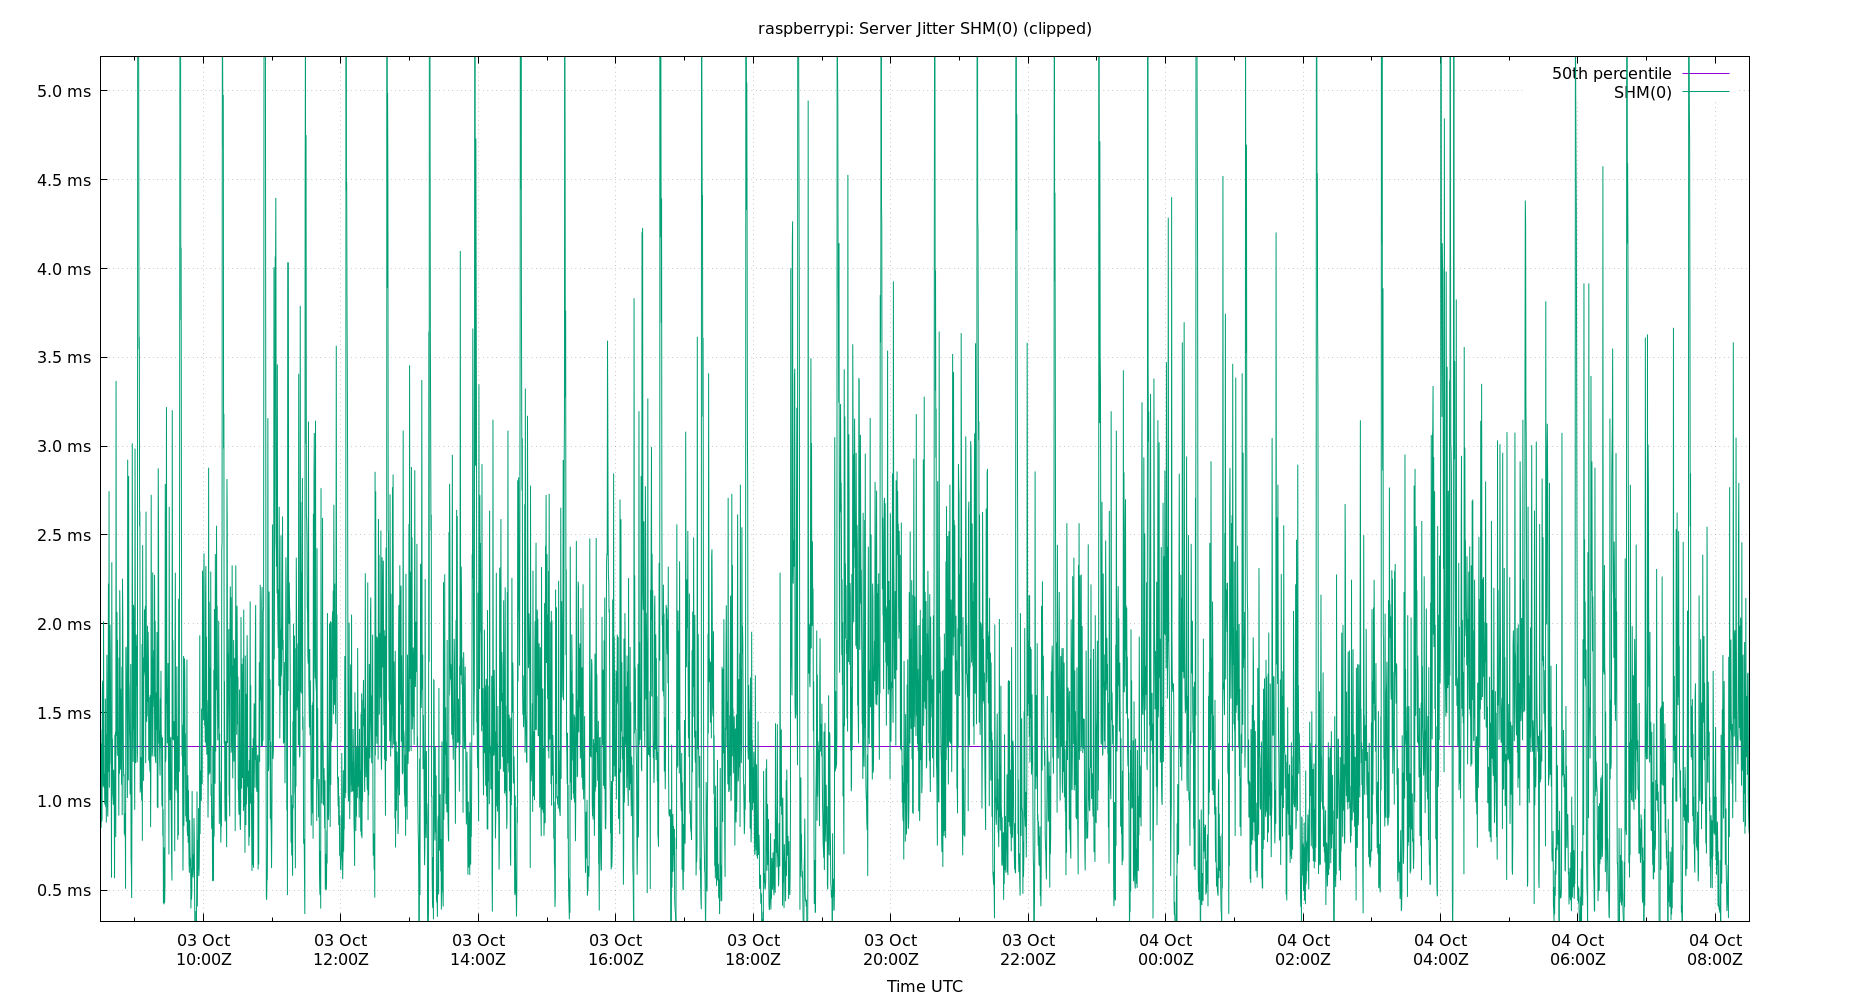 raspberrypi: Server Jitter SHM(0) (clipped)
50th percentile
SHM(0)
5.0 ms
4.5 ms
4.0 ms
3.5 ms
3.0 ms
2.5 ms
2.0 ms
1.5 ms
1.0 ms
0.5 ms
03 Oct 03 Oct 03 Oct 03 Oct 03 Oct 03 Oct 03 Oct 04 Oct 04 Oct 04 Oct 04 Oct 04 Oct
10:00Z 12:00Z 14:00Z 16:00Z 18:00Z 20:00Z 22:00Z 00:00Z 02:00Z 04:00Z 06:00Z 08:00Z
Time UTC